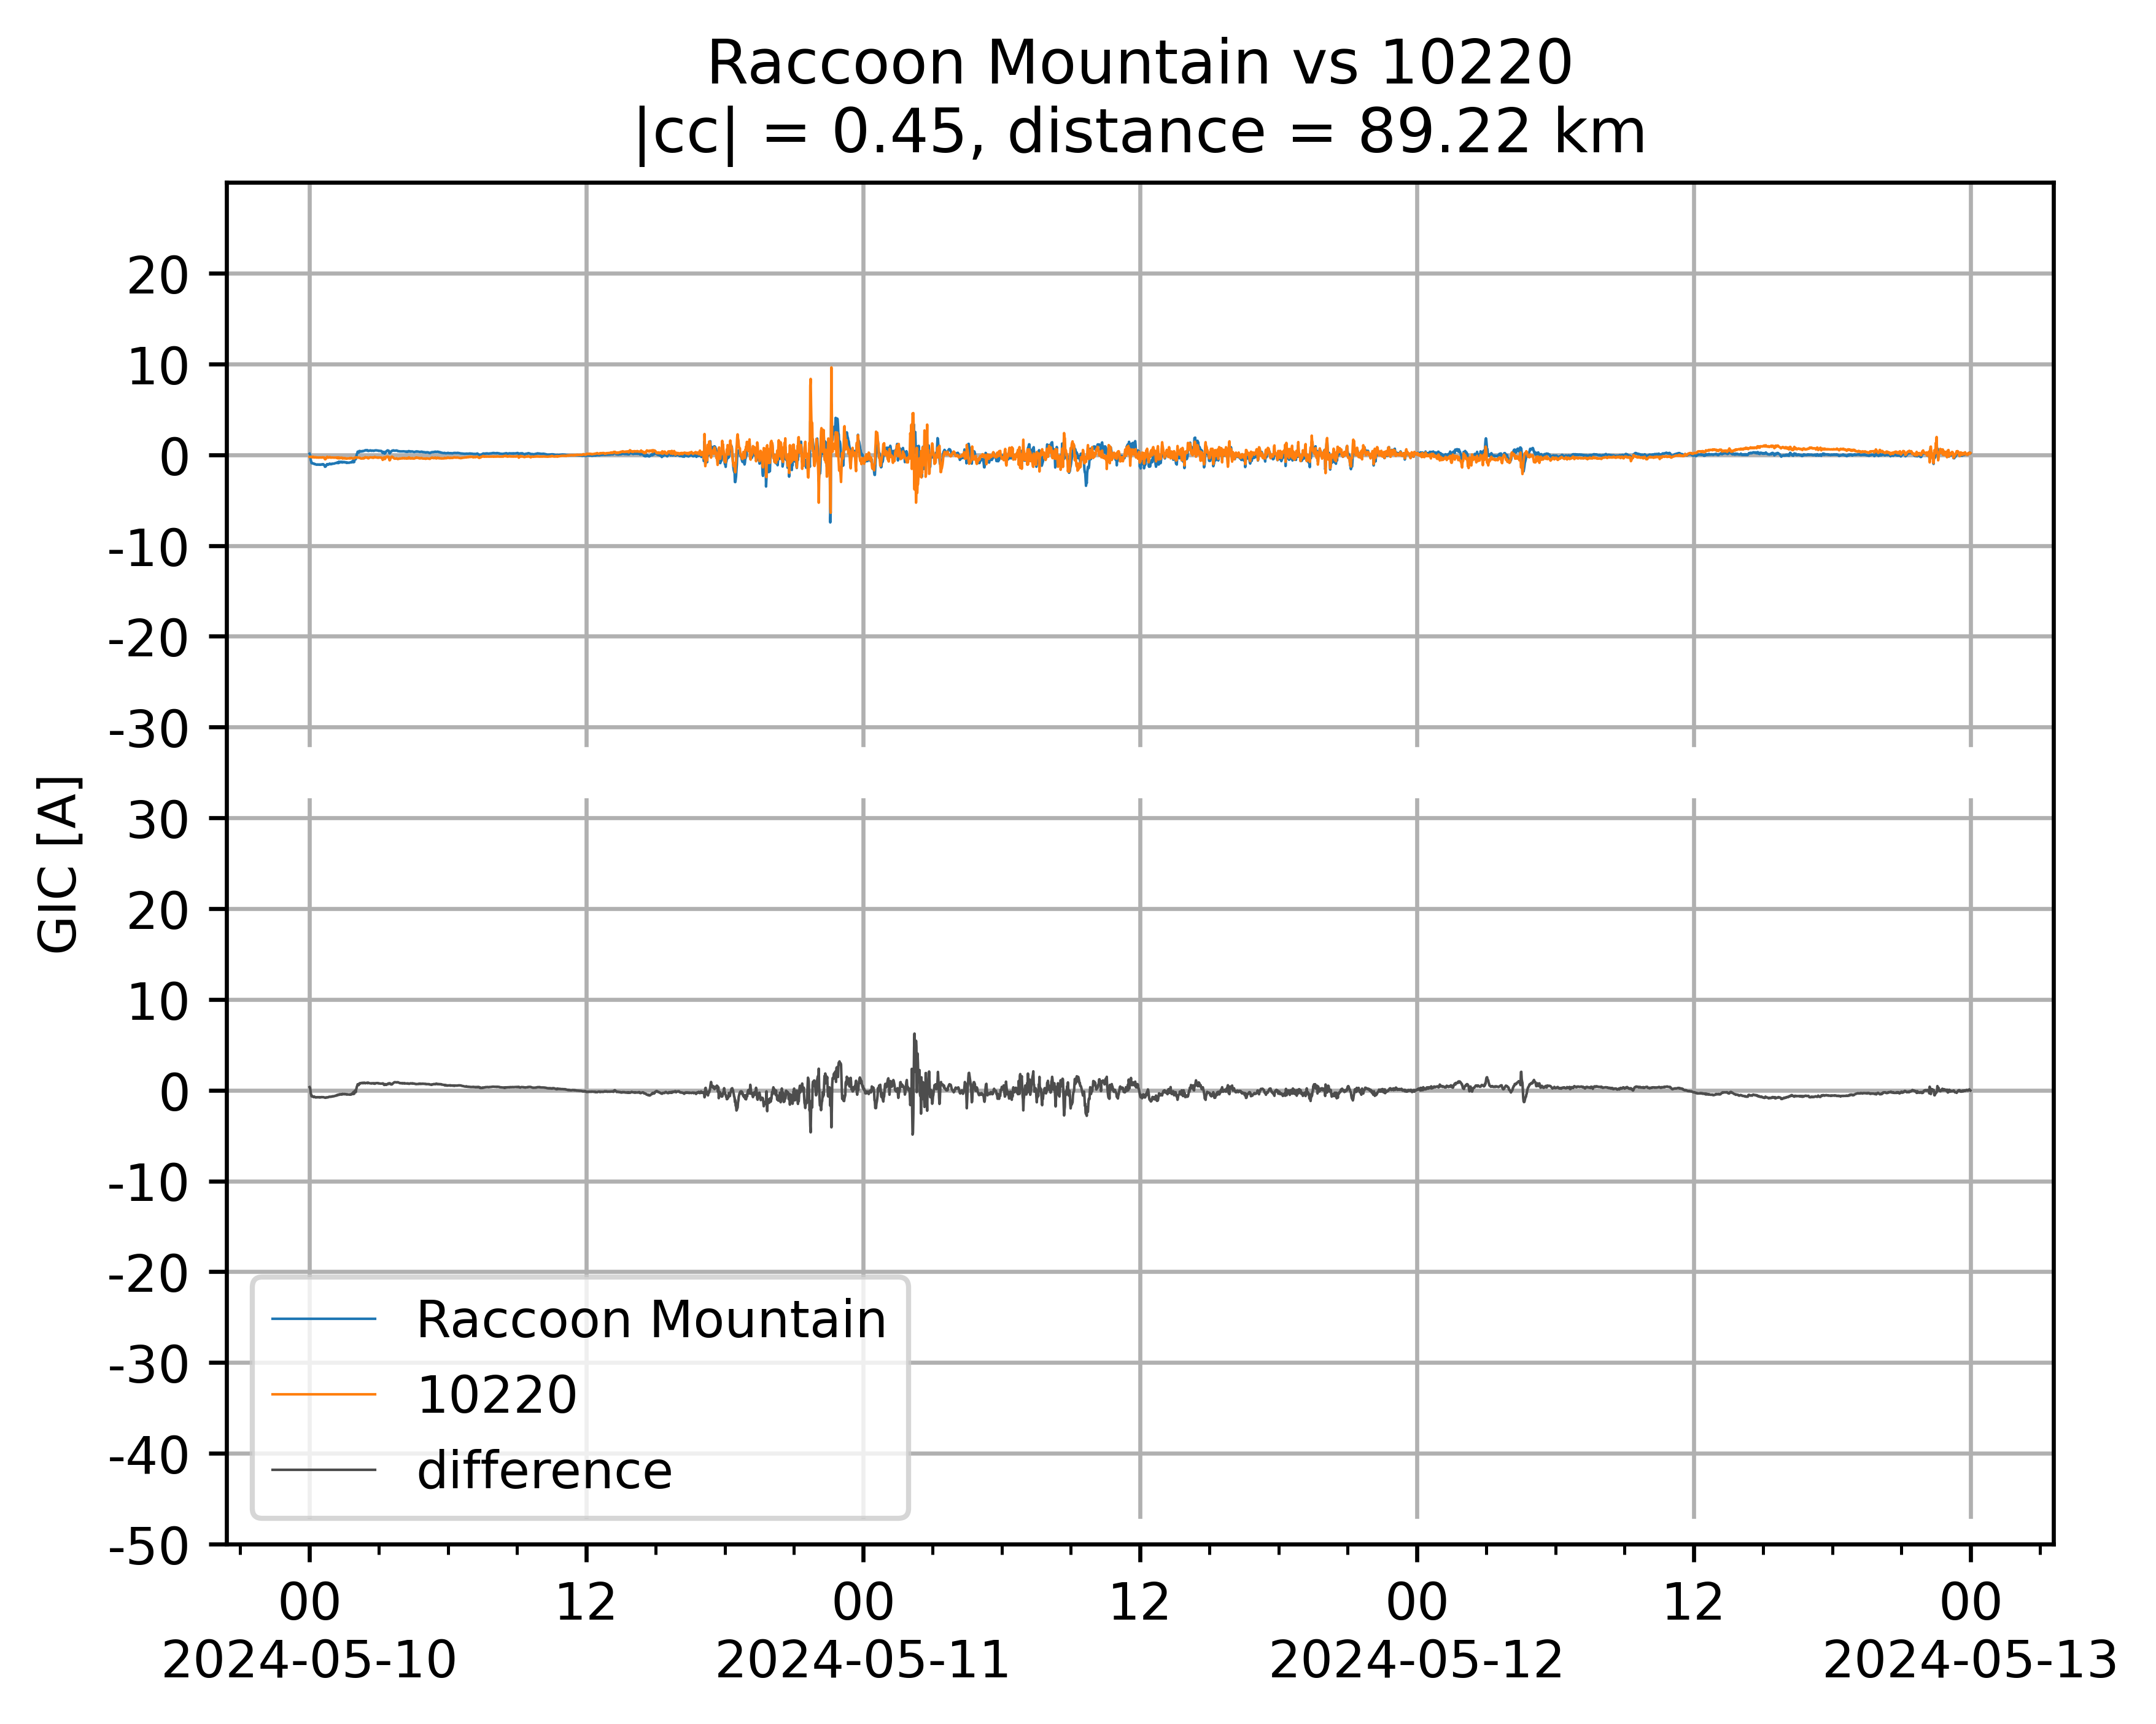 Raccoon Mountain vs 10220
|cc| = 0.45, distance = 89.22 km
GIC [A]
20
10
0
-10
-20
-30
30
20
10
0
-10
-20
-30
-40
-50
Raccoon Mountain
10220
difference
00 12 00 12 00 12 00
2024-05-10 2024-05-11 2024-05-12 2024-05-13